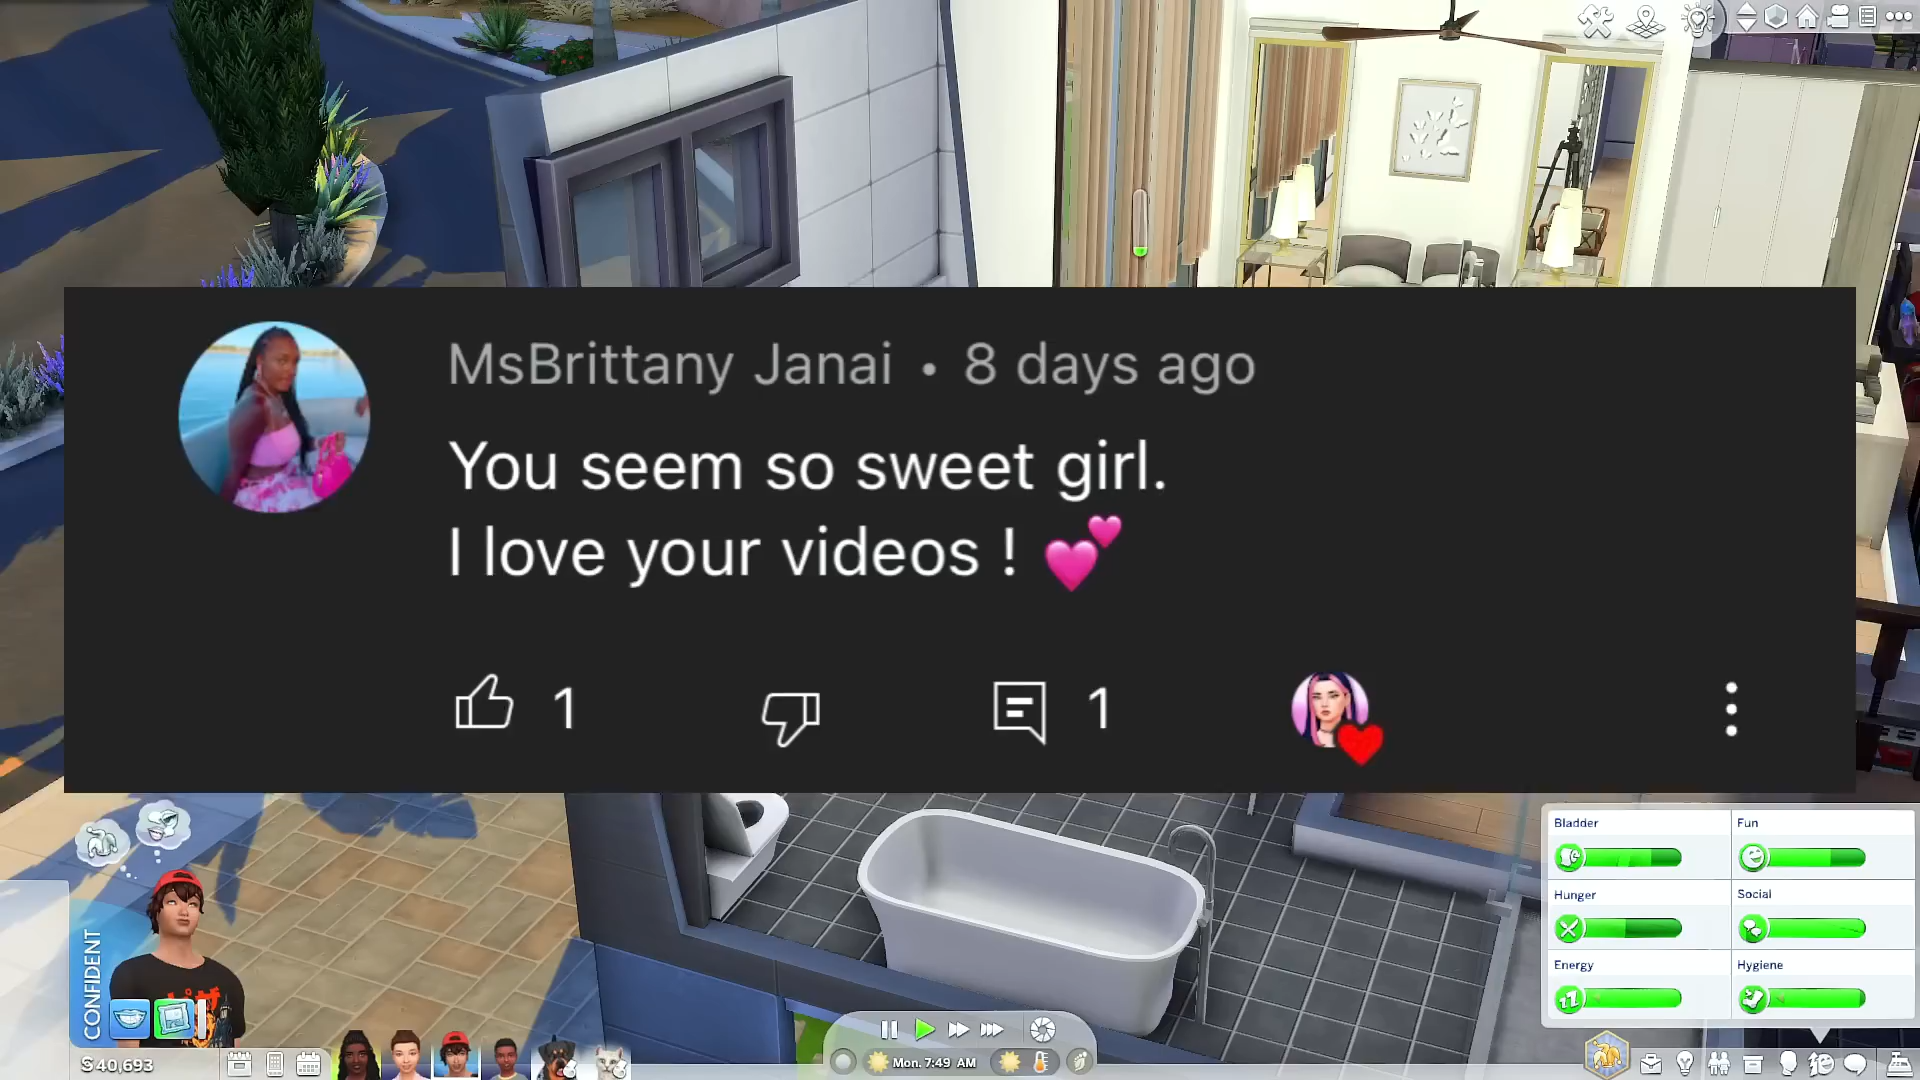 MsBrittany Janai • 8 days ago
You seem so sweet girl.
I love your videos ! 💕
1
1
Bladder
Fun
Hunger
Social
Energy
Hygiene
CONFIDENT
§40,693
Mon. 7:49 AM